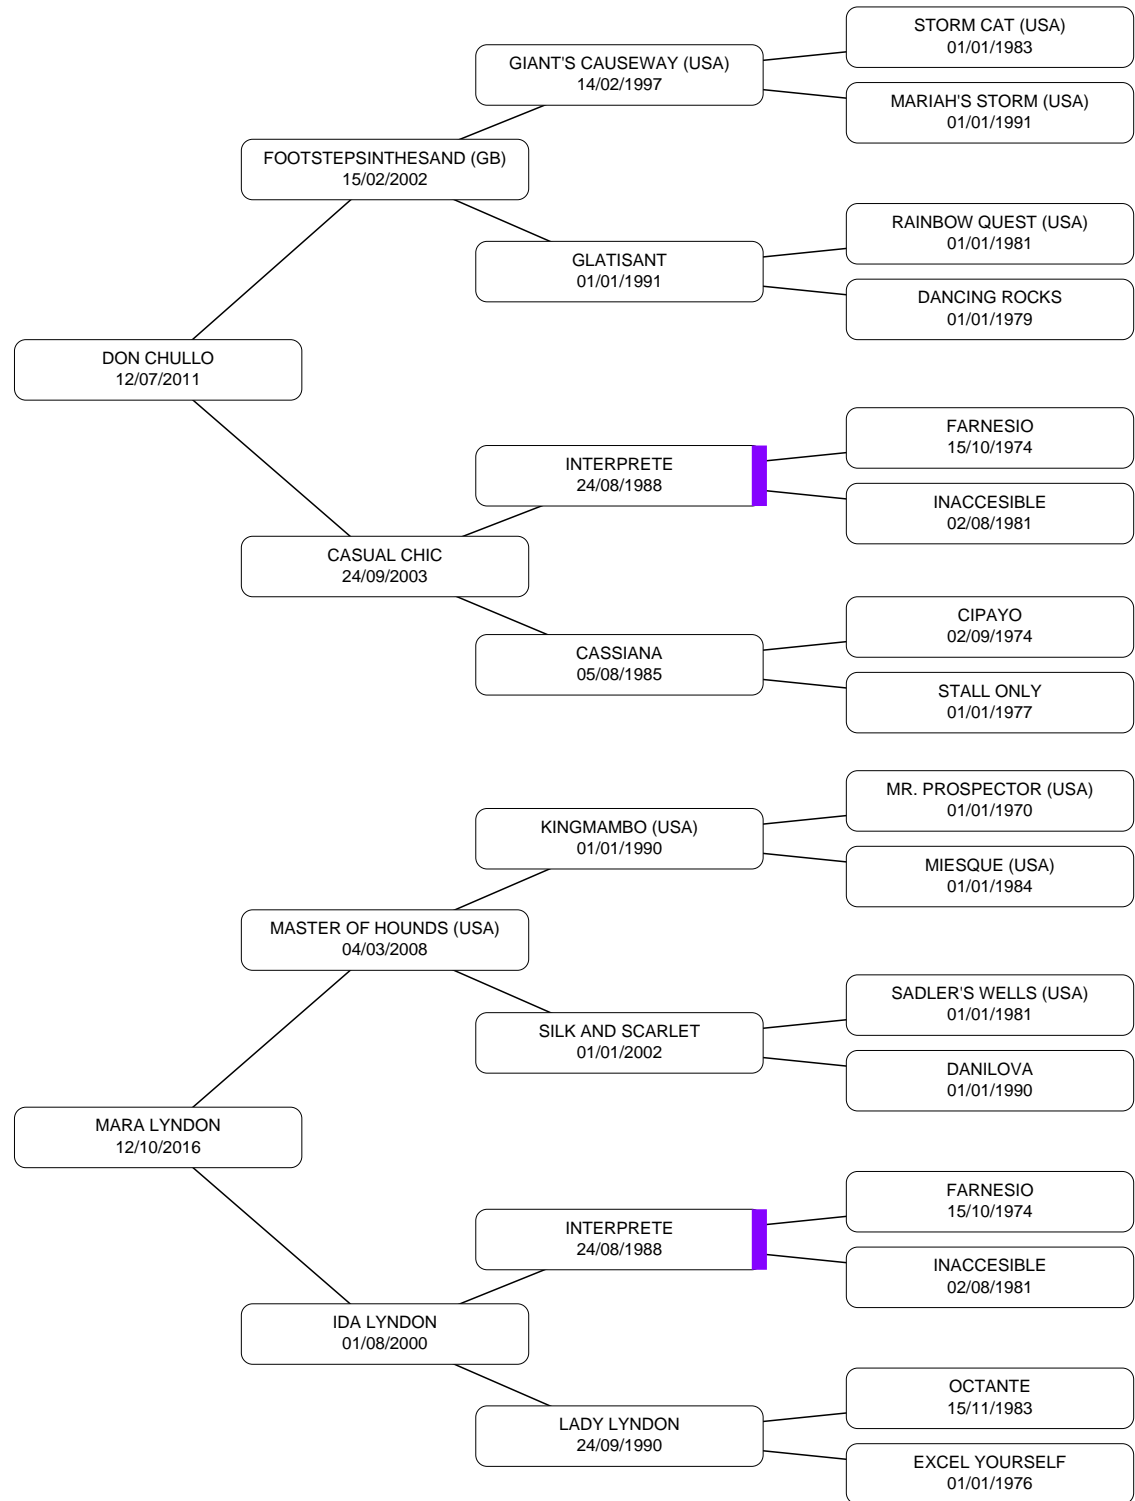 STORM CAT (USA)
01/01/1983
GIANT'S CAUSEWAY (USA)
14/02/1997
MARIAH'S STORM (USA)
01/01/1991
FOOTSTEPSINTHESAND (GB)
15/02/2002
RAINBOW QUEST (USA)
01/01/1981
GLATISANT
01/01/1991
DANCING ROCKS
01/01/1979
DON CHULLO
12/07/2011
FARNESIO
15/10/1974
INTERPRETE
24/08/1988
INACCESIBLE
02/08/1981
CASUAL CHIC
24/09/2003
CIPAYO
02/09/1974
CASSIANA
05/08/1985
STALL ONLY
01/01/1977
MR. PROSPECTOR (USA)
01/01/1970
KINGMAMBO (USA)
01/01/1990
MIESQUE (USA)
01/01/1984
MASTER OF HOUNDS (USA)
04/03/2008
SADLER'S WELLS (USA)
01/01/1981
SILK AND SCARLET
01/01/2002
DANILOVA
01/01/1990
MARA LYNDON
12/10/2016
FARNESIO
15/10/1974
INTERPRETE
24/08/1988
INACCESIBLE
02/08/1981
IDA LYNDON
01/08/2000
OCTANTE
15/11/1983
LADY LYNDON
24/09/1990
EXCEL YOURSELF
01/01/1976